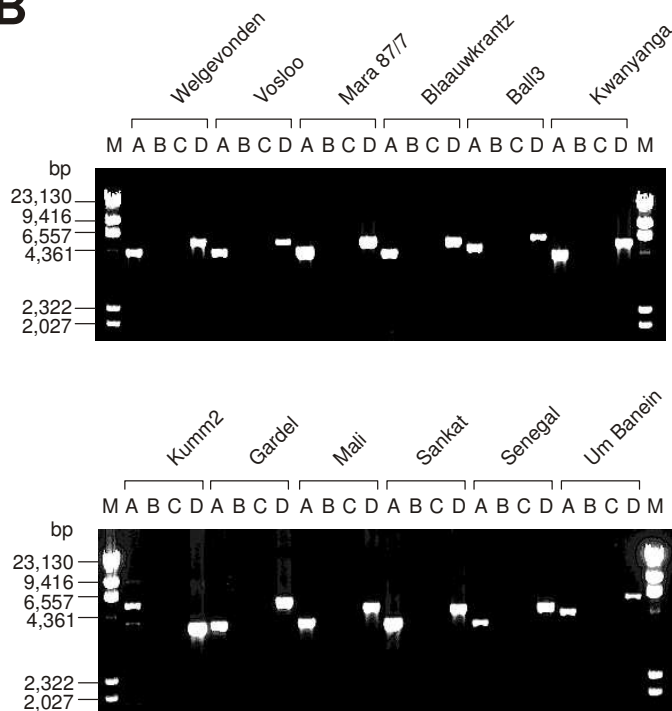 B
Welgevonden Vosloo Mara 87/7 Blaauwkrantz Ball3 Kwanyanga
M A B C D A B C D A B C D A B C D A B C D A B C D M
bp
23,130
9,416
6,557
4,361
2,322
2,027
Kumm2 Gardel Mali Sankat Senegal Um Banein
M A B C D A B C D A B C D A B C D A B C D A B C D M
bp
23,130
9,416
6,557
4,361
2,322
2,027